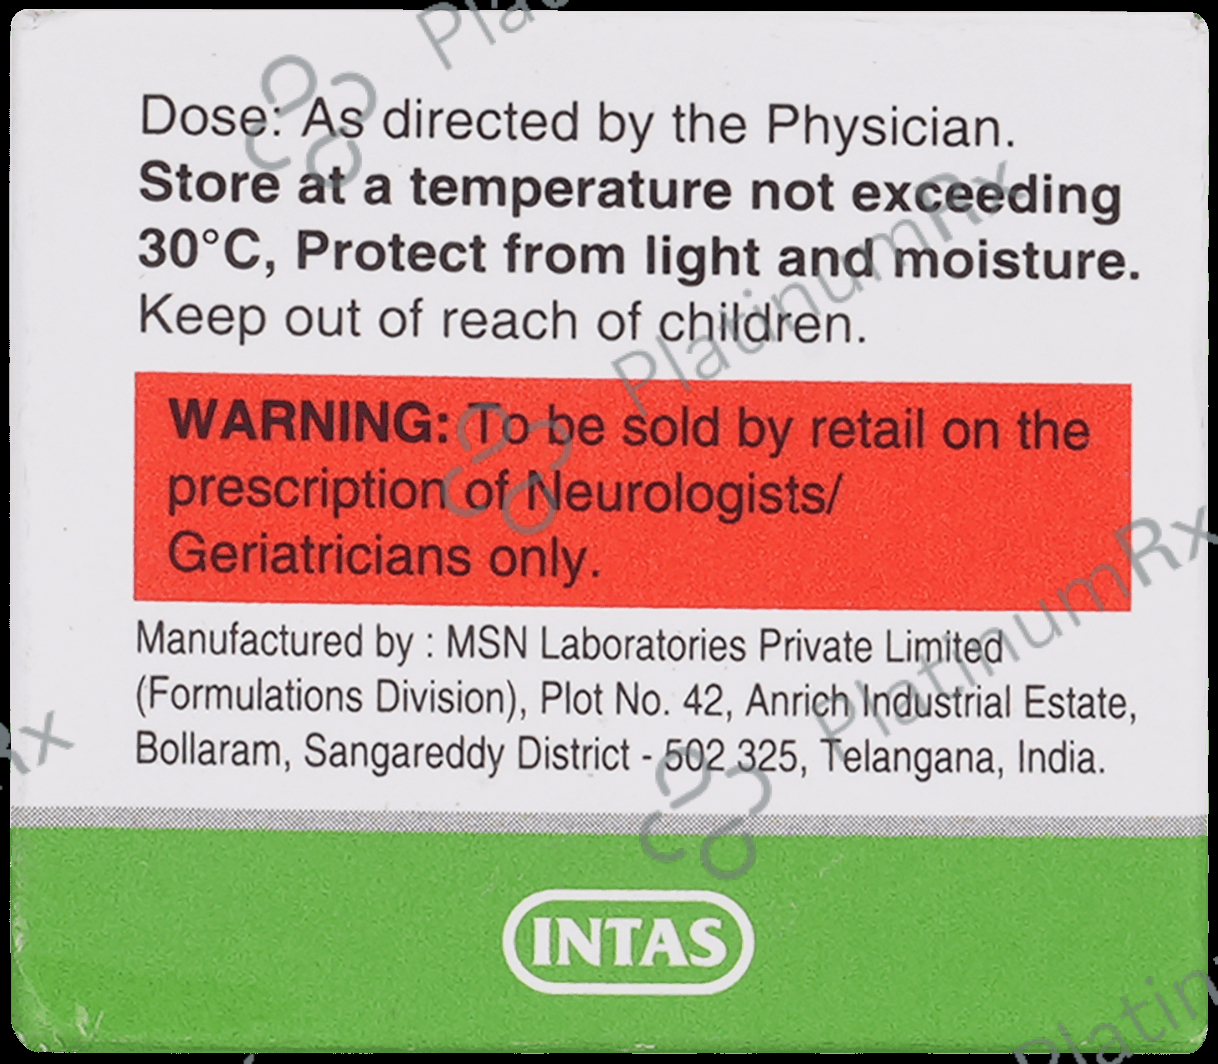 Dose: As directed by the Physician.
Store at a temperature not exceeding
30°C, Protect from light and moisture.
Keep out of reach of children.
WARNING: To be sold by retail on the
prescription of Neurologists/
Geriatricians only.
Manufactured by : MSN Laboratories Private Limited
(Formulations Division), Plot No. 42, Anrich Industrial Estate,
Bollaram, Sangareddy District - 502 325, Telangana, India.
INTAS
PlatinumRx
PlatinumRx